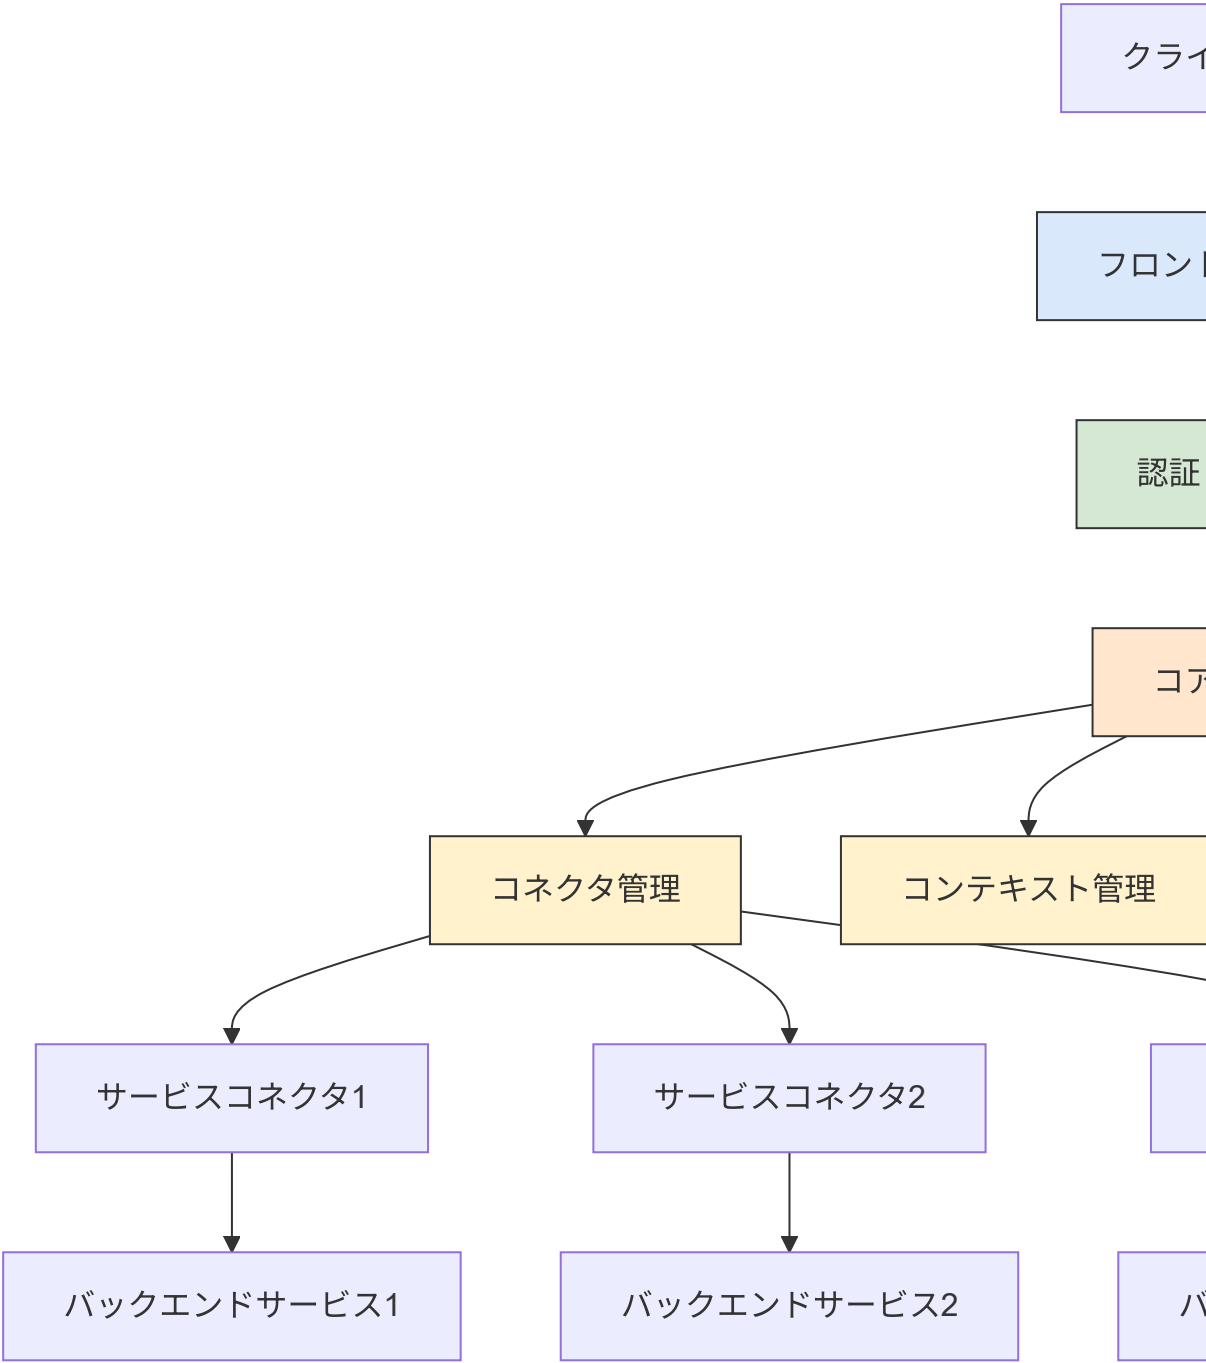 クライ
フロント
認証
コア
コネクタ管理
コンテキスト管理
サービスコネクタ1
サービスコネクタ2
バックエンドサービス1
バックエンドサービス2
バ